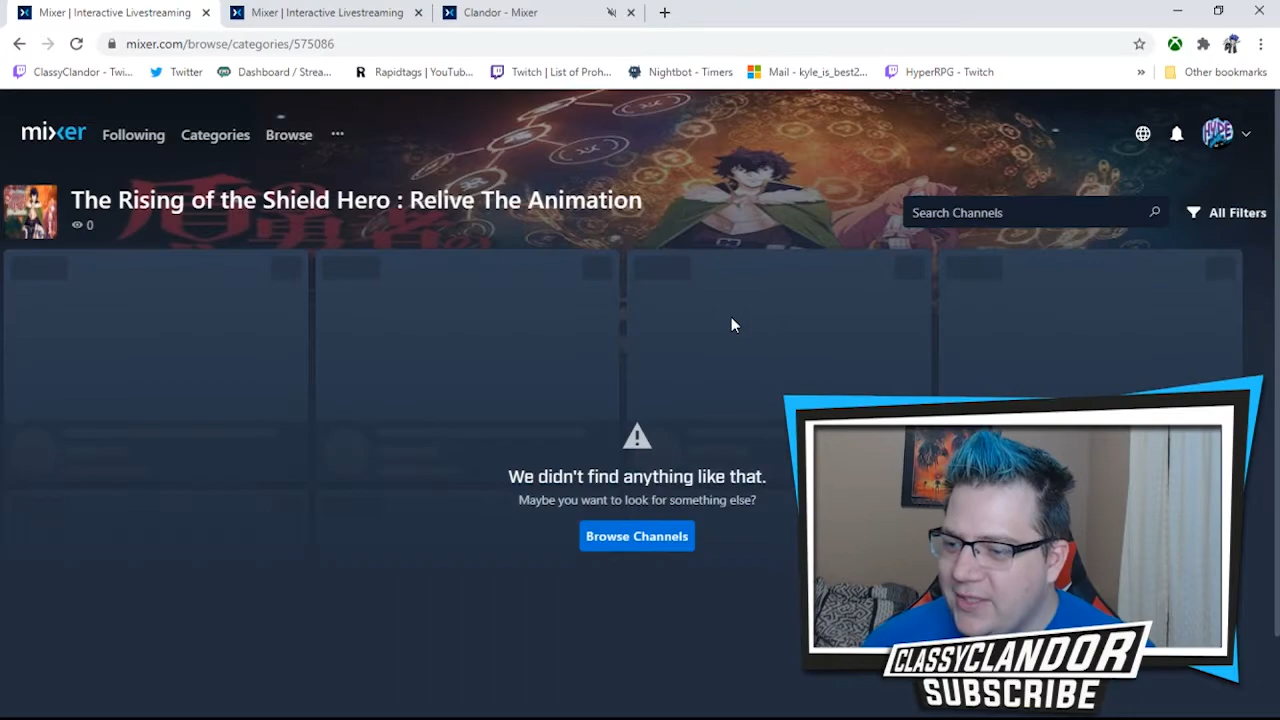 Mixer | Interactive Livestreaming
Mixer | Interactive Livestreaming
Clandor - Mixer
mixer.com/browse/categories/575086
ClassyClandor - Twi...
Twitter
Dashboard / Strea...
Rapidtags | YouTub...
Twitch | List of Proh...
Nightbot - Timers
Mail - kyle_is_best2...
HyperRPG - Twitch
»
Other bookmarks
mixer
Following
Categories
Browse
...
HYPE
The Rising of the Shield Hero : Relive The Animation
0
Search Channels
All Filters
We didn't find anything like that.
Maybe you want to look for something else?
Browse Channels
CLASSYCLANDOR
SUBSCRIBE